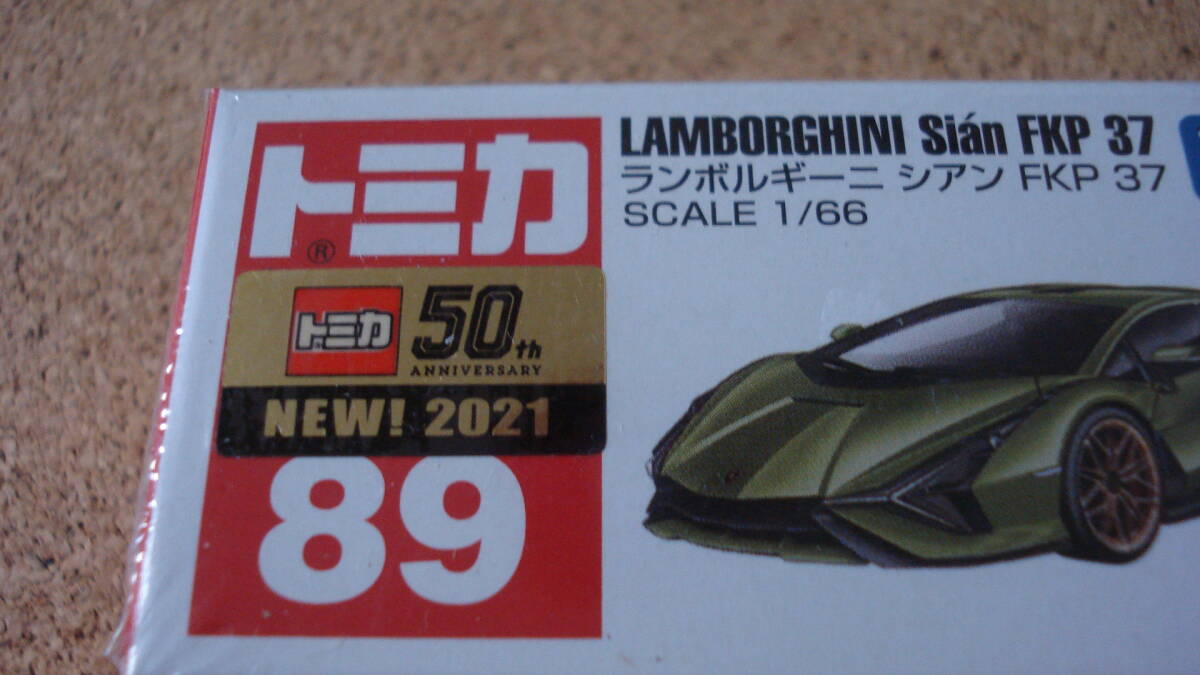 トミカ
®
トミカ
50th
ANNIVERSARY
NEW! 2021
89
LAMBORGHINI Sián FKP 37
ランボルギーニ シアン FKP 37
SCALE 1/66